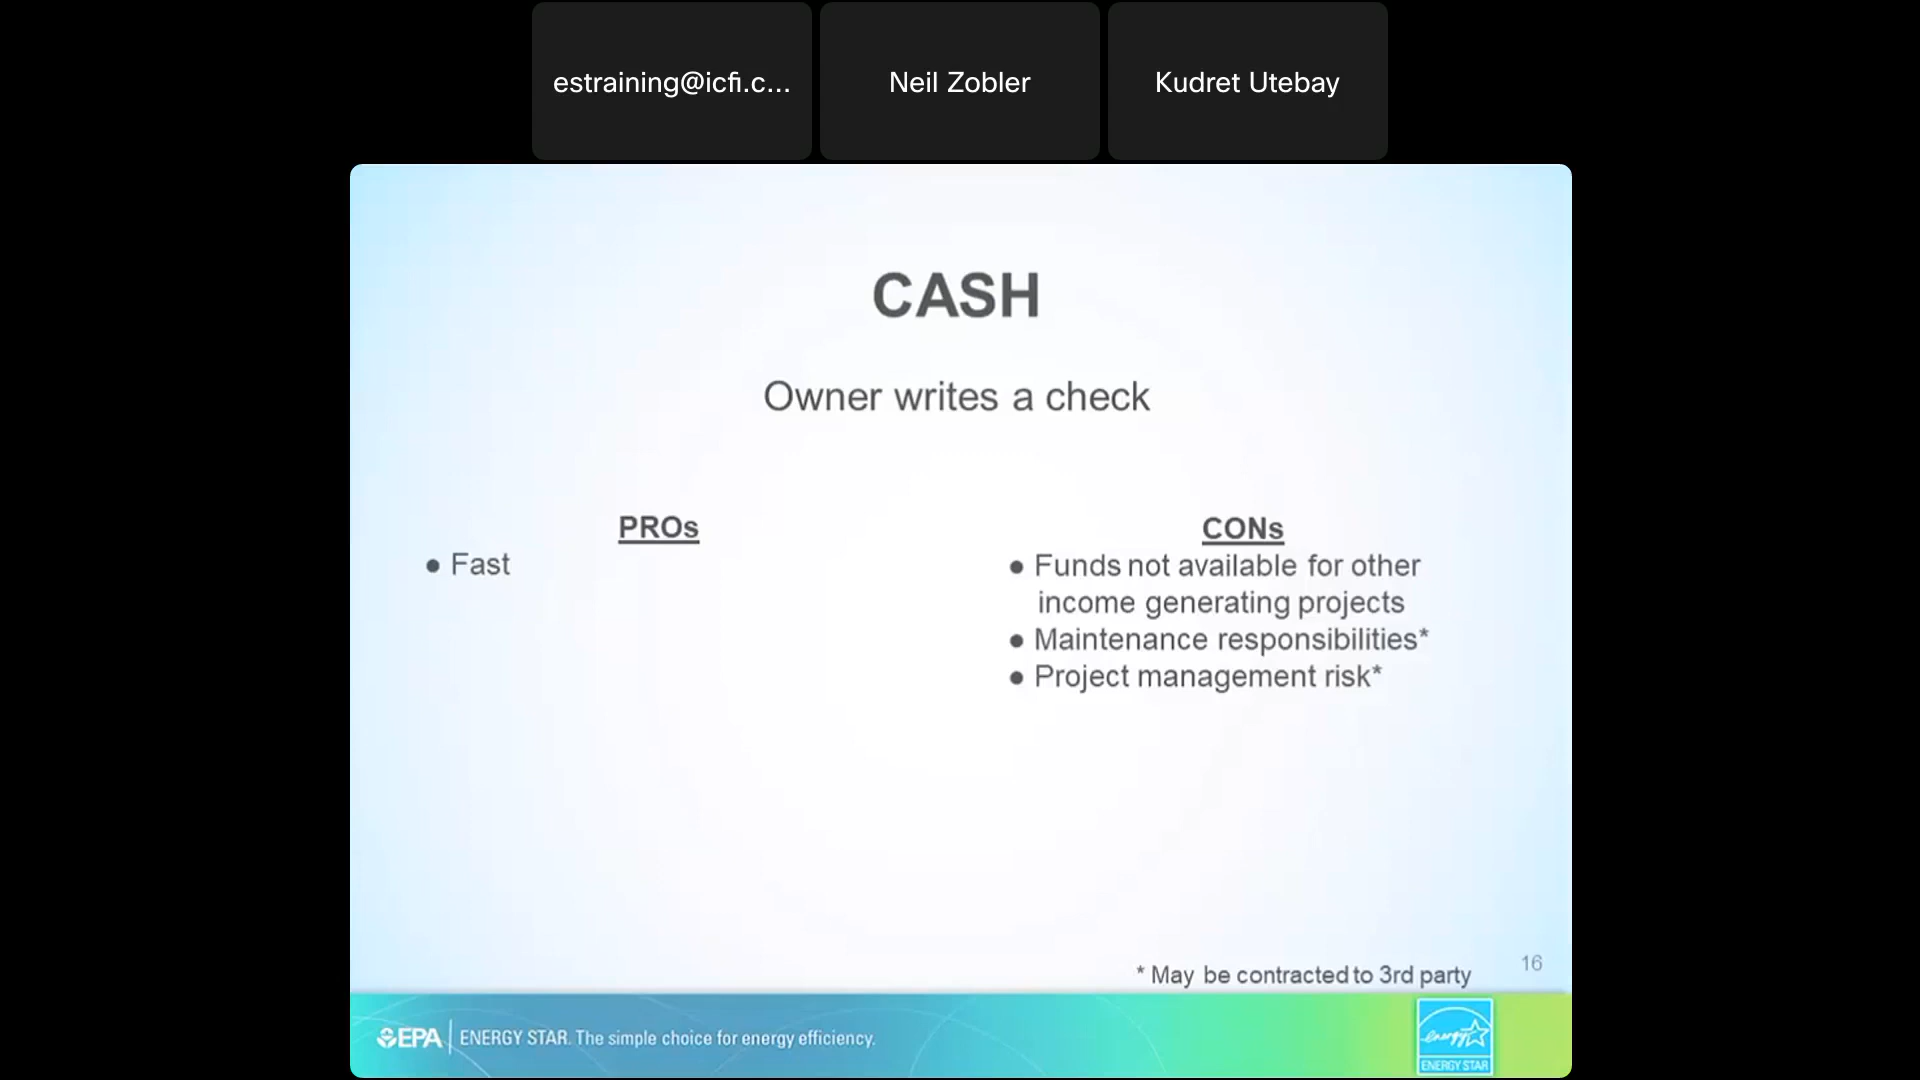 estraining@icfi.c...
Neil Zobler
Kudret Utebay
CASH
Owner writes a check
PROs
● Fast
CONs
● Funds not available for other
income generating projects
● Maintenance responsibilities*
● Project management risk*
* May be contracted to 3rd party
16
EPA
ENERGY STAR. The simple choice for energy efficiency.
energy
ENERGY STAR